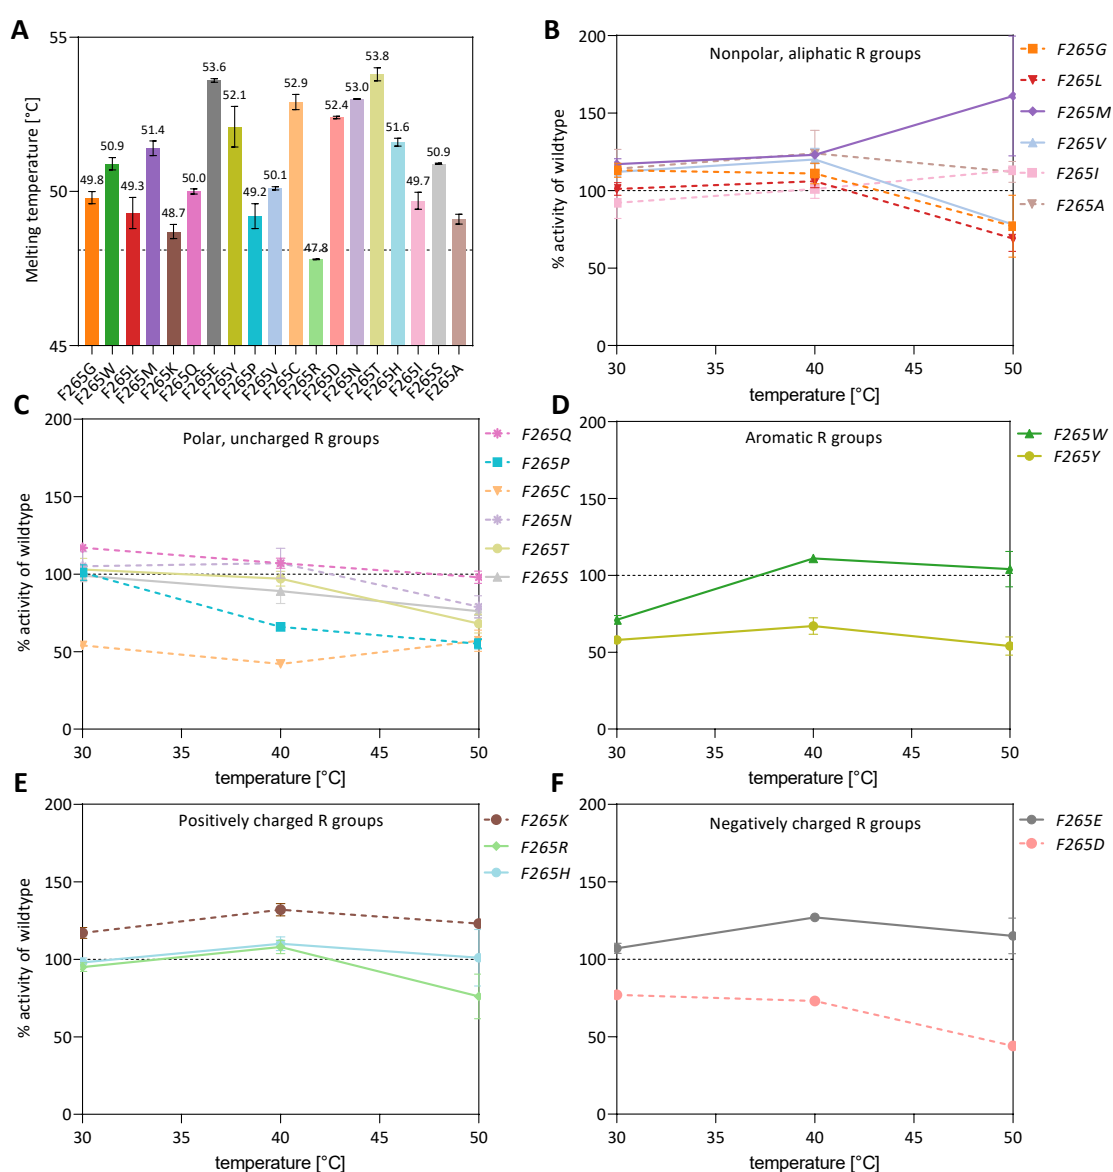 A
Melting temperature [°C]
55
50
45
49.8
50.9
49.3
51.4
48.7
50.0
53.6
52.1
49.2
50.1
52.9
47.8
52.4
53.0
53.8
51.6
49.7
50.9
F265G
F265W
F265L
F265M
F265K
F265Q
F265E
F265Y
F265P
F265V
F265C
F265R
F265D
F265N
F265T
F265H
F265I
F265S
F265A
B
Nonpolar, aliphatic R groups
% activity of wildtype
200
150
100
50
0
30
35
40
45
50
temperature [°C]
F265G
F265L
F265M
F265V
F265I
F265A
C
Polar, uncharged R groups
% activity of wildtype
200
150
100
50
0
30
35
40
45
50
temperature [°C]
F265Q
F265P
F265C
F265N
F265T
F265S
D
Aromatic R groups
200
150
100
50
0
30
35
40
45
50
temperature [°C]
F265W
F265Y
E
Positively charged R groups
% activity of wildtype
200
150
100
50
0
30
35
40
45
50
temperature [°C]
F265K
F265R
F265H
F
Negatively charged R groups
200
150
100
50
0
30
35
40
45
50
temperature [°C]
F265E
F265D